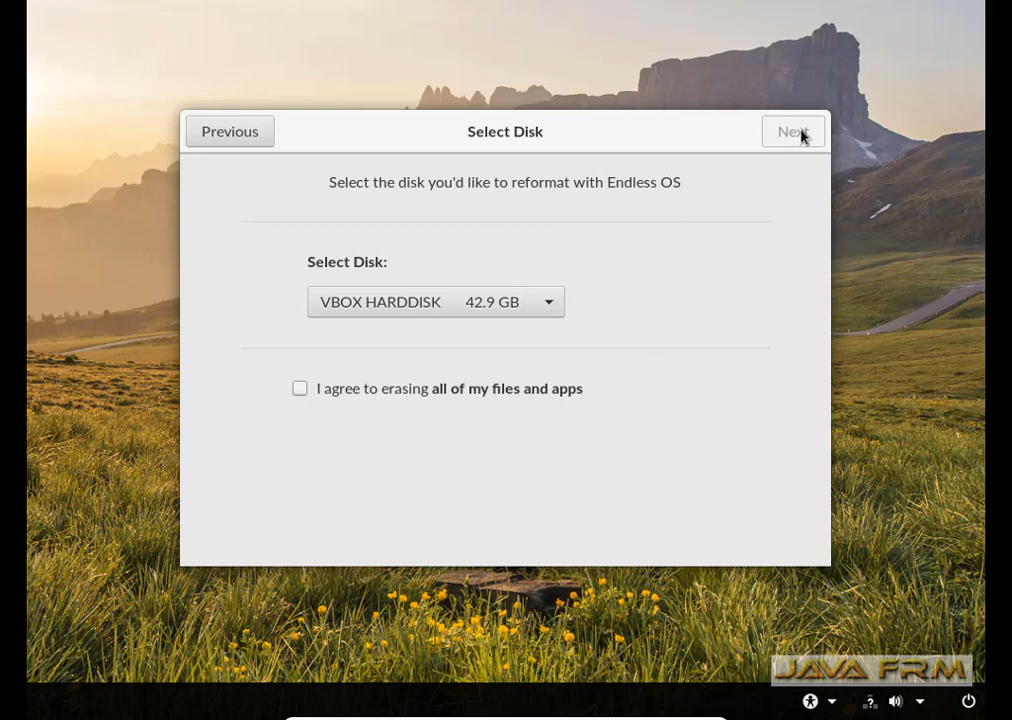 Previous
Select Disk
Next
Select the disk you'd like to reformat with Endless OS
Select Disk:
VBOX HARDDISK 42.9 GB
I agree to erasing all of my files and apps
JAVA FRM
?